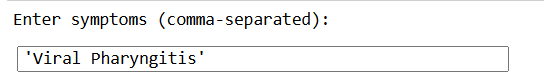 Enter symptoms (comma-separated):
'Viral Pharyngitis'